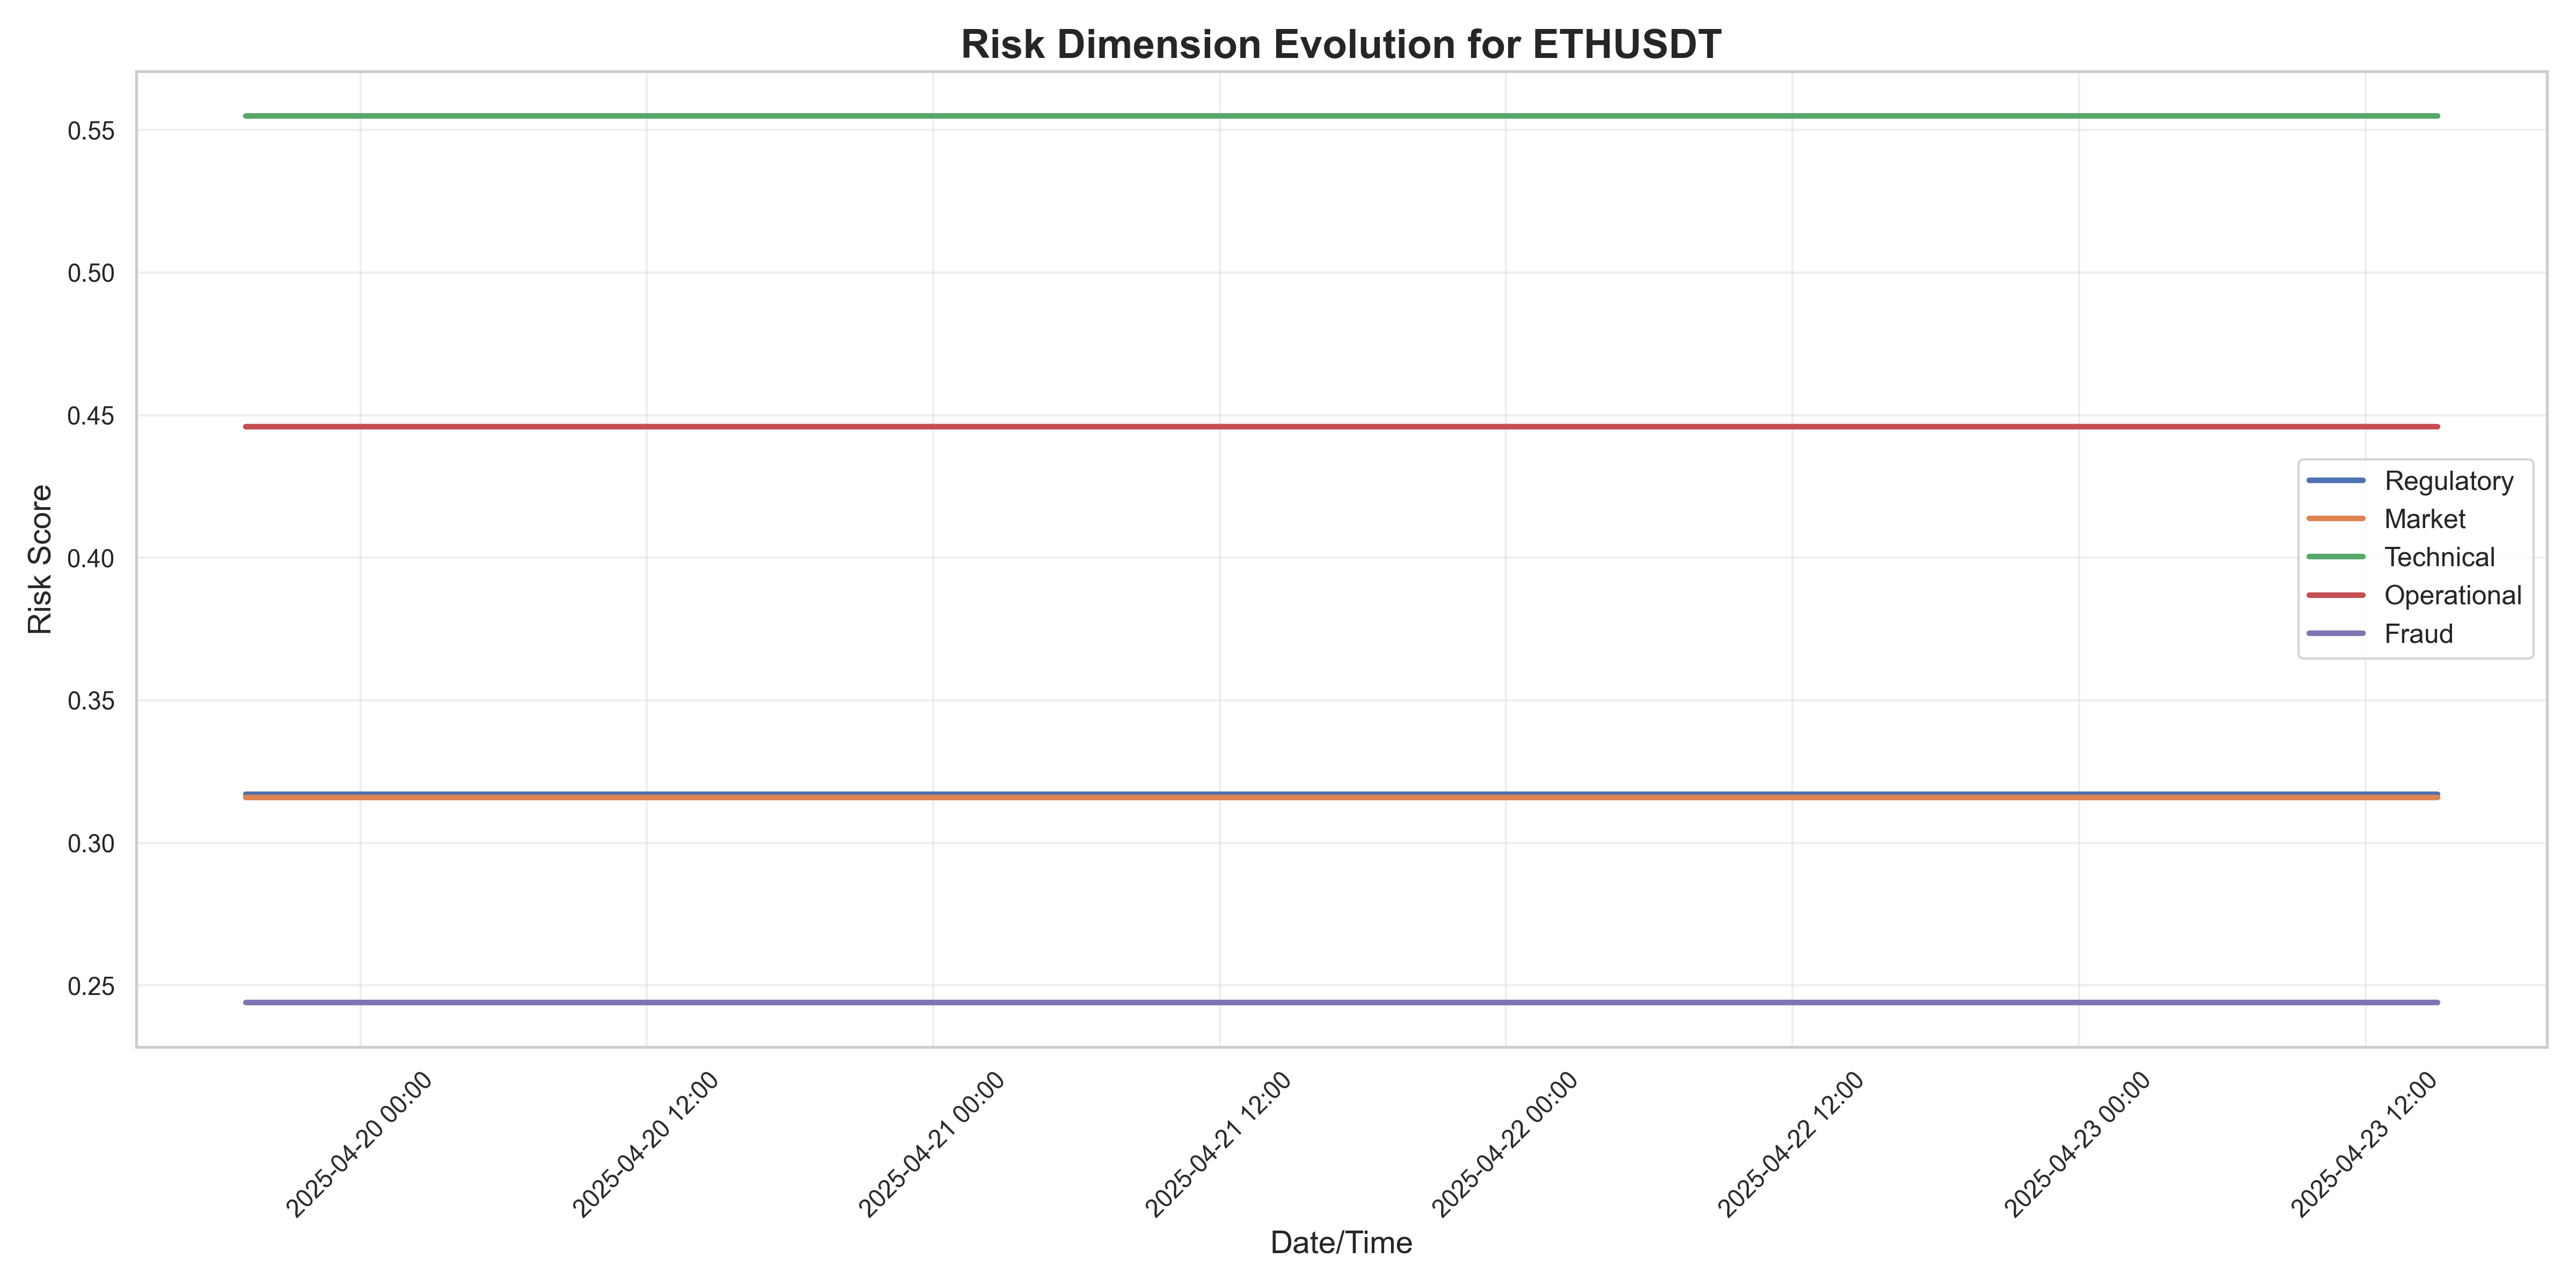 Risk Dimension Evolution for ETHUSDT
Risk Score
0.55
0.50
0.45
0.40
0.35
0.30
0.25
Regulatory
Market
Technical
Operational
Fraud
2025-04-20 00:00
2025-04-20 12:00
2025-04-21 00:00
2025-04-21 12:00
2025-04-22 00:00
2025-04-22 12:00
2025-04-23 00:00
2025-04-23 12:00
Date/Time